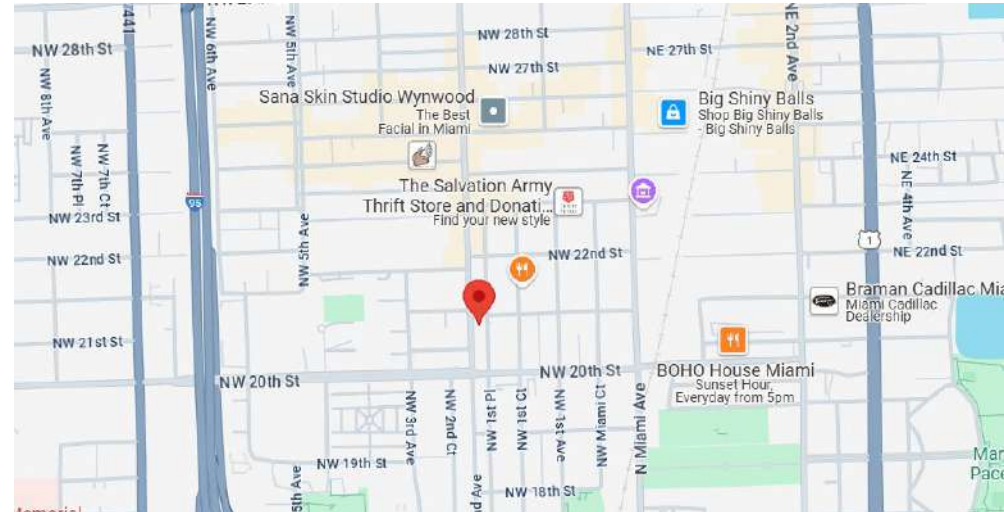 441
NW 28th St
NW 8th Ave
NW 6th Ave
NW 5th Ave
NW 28th St
NW 27th St
NE 27th St
NE 2nd Ave
Sana Skin Studio Wynwood
The Best
Facial in Miami
Big Shiny Balls
Shop Big Shiny Balls
- Big Shiny Balls
NW 7th Pl
NW 7th Ct
NE 24th St
NE 4th Ave
95
The Salvation Army
Thrift Store and Donati...
Find your new style
NW 23rd St
NW 5th Ave
NW 22nd St
NW 22nd St
1
NE 22nd St
Braman Cadillac Mia
Miami Cadillac
Dealership
NW 21st St
NW 20th St
NW 20th St
BOHO House Miami
Sunset Hour,
Everyday from 5pm
NW 3rd Ave
NW 2nd Ct
NW 1st Pl
NW 1st Ct
NW 1st Ave
NW Miami Ct
N Miami Ave
NW 19th St
5th Ave
nd Ave
NW 18th St
Mar
Pace